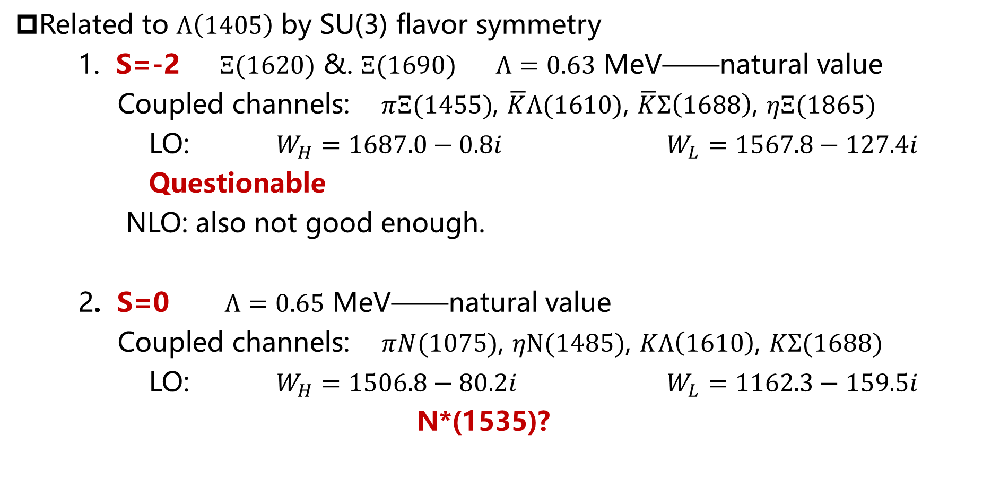 □Related to Λ(1405) by SU(3) flavor symmetry
1. S=-2 Ξ(1620) &. Ξ(1690) Λ = 0.63 MeV——natural value
Coupled channels: πΞ(1455), K̅Λ(1610), K̅Σ(1688), ηΞ(1865)
LO: W_H = 1687.0 − 0.8i W_L = 1567.8 − 127.4i
Questionable
NLO: also not good enough.
2. S=0 Λ = 0.65 MeV——natural value
Coupled channels: πN(1075), ηN(1485), KΛ(1610), KΣ(1688)
LO: W_H = 1506.8 − 80.2i W_L = 1162.3 − 159.5i
N*(1535)?